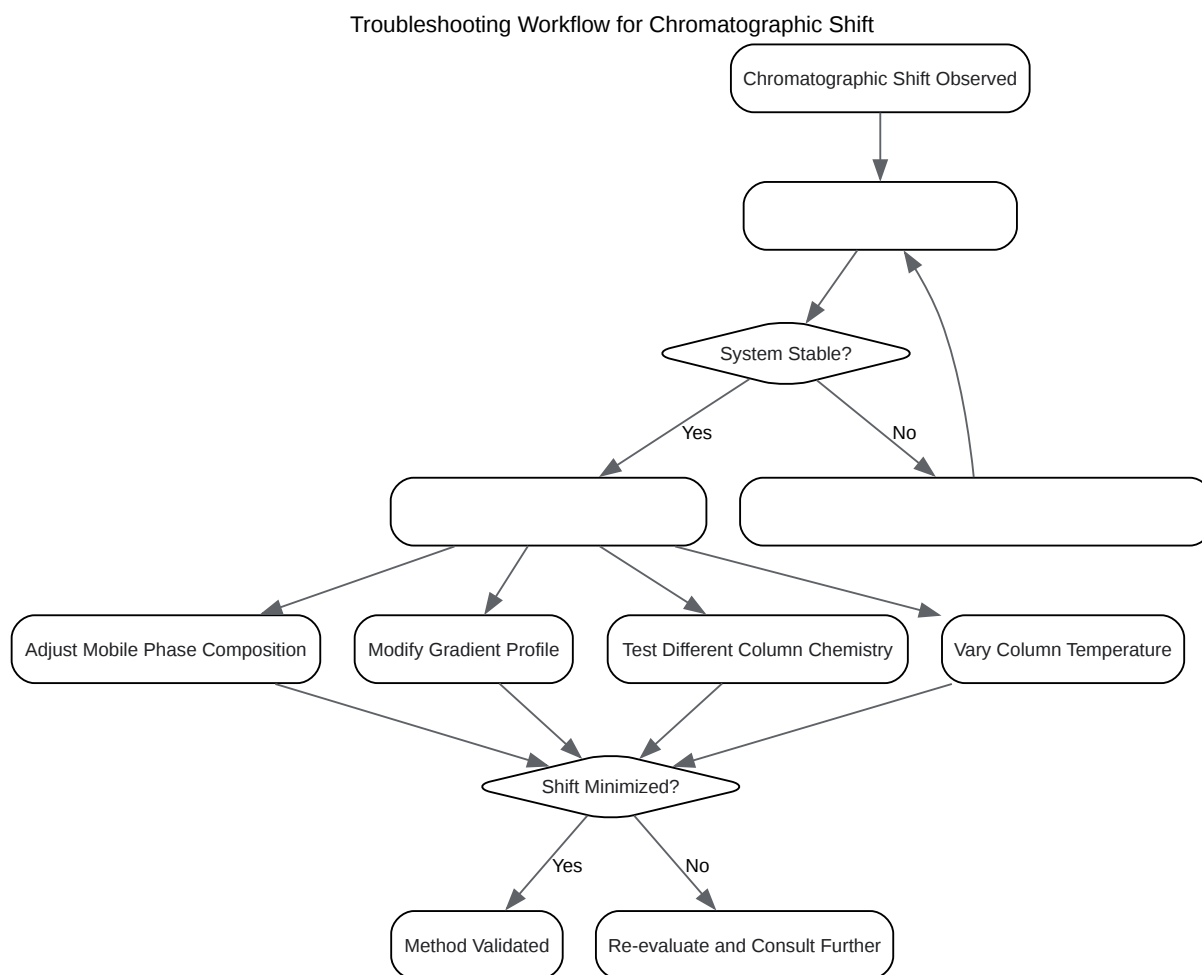 Troubleshooting Workflow for Chromatographic Shift
Chromatographic Shift Observed
System Stable?
Yes
No
Adjust Mobile Phase Composition
Modify Gradient Profile
Test Different Column Chemistry
Vary Column Temperature
Shift Minimized?
Yes
No
Method Validated
Re-evaluate and Consult Further